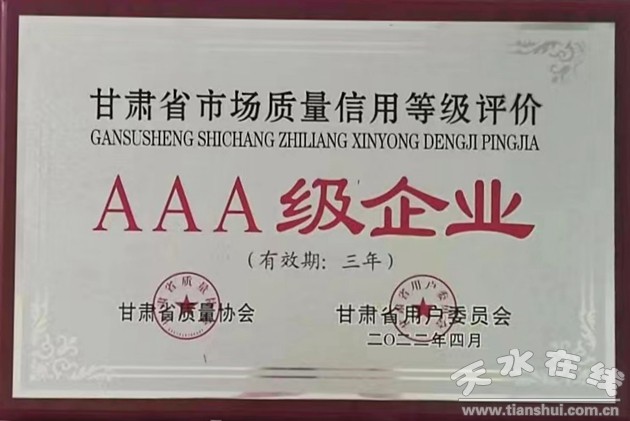 甘肃省市场质量信用等级评价
GANSUSHENG SHICHANG ZHILIANG XINYONG DENGJI PINGJIA
AAA级企业
（有效期：三年）
甘肃省质量协会
甘肃省用户委员会
二〇二二年四月
天水在线
www.tianshui.com.cn